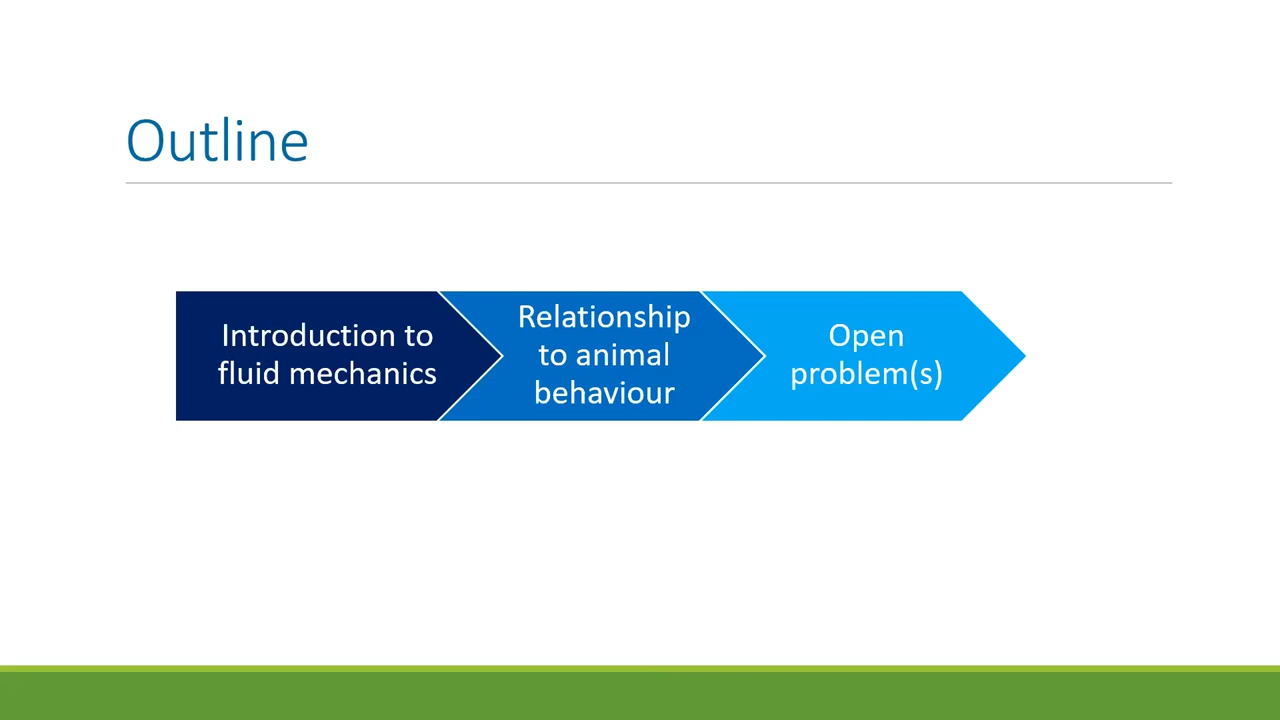 Outline
Introduction to
fluid mechanics
Relationship
to animal
behaviour
Open
problem(s)